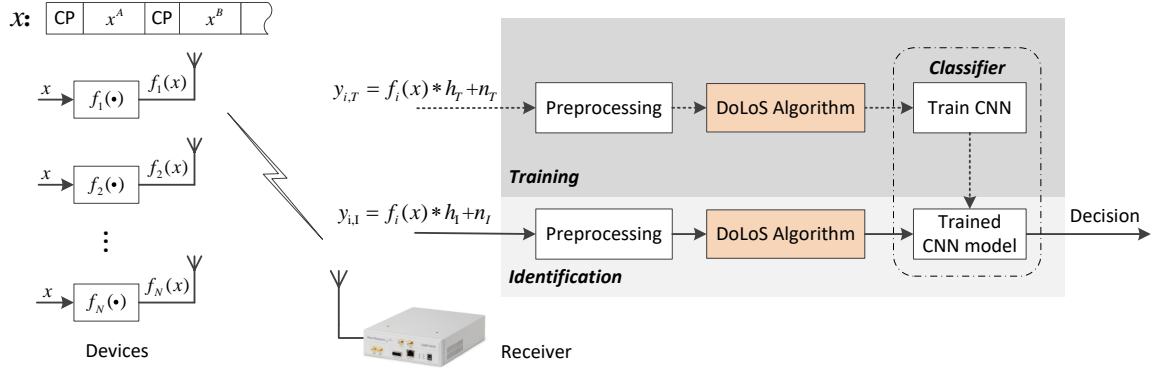 x: CP x^A CP x^B
x f_1(•) f_1(x)
x f_2(•) f_2(x)
⋮
x f_N(•) f_N(x)
Devices
Receiver
y_{i,T} = f_i(x) * h_T + n_T
Preprocessing
DoLoS Algorithm
Classifier
Train CNN
Training
y_{i,I} = f_i(x) * h_I + n_I
Preprocessing
DoLoS Algorithm
Trained
CNN model
Decision
Identification